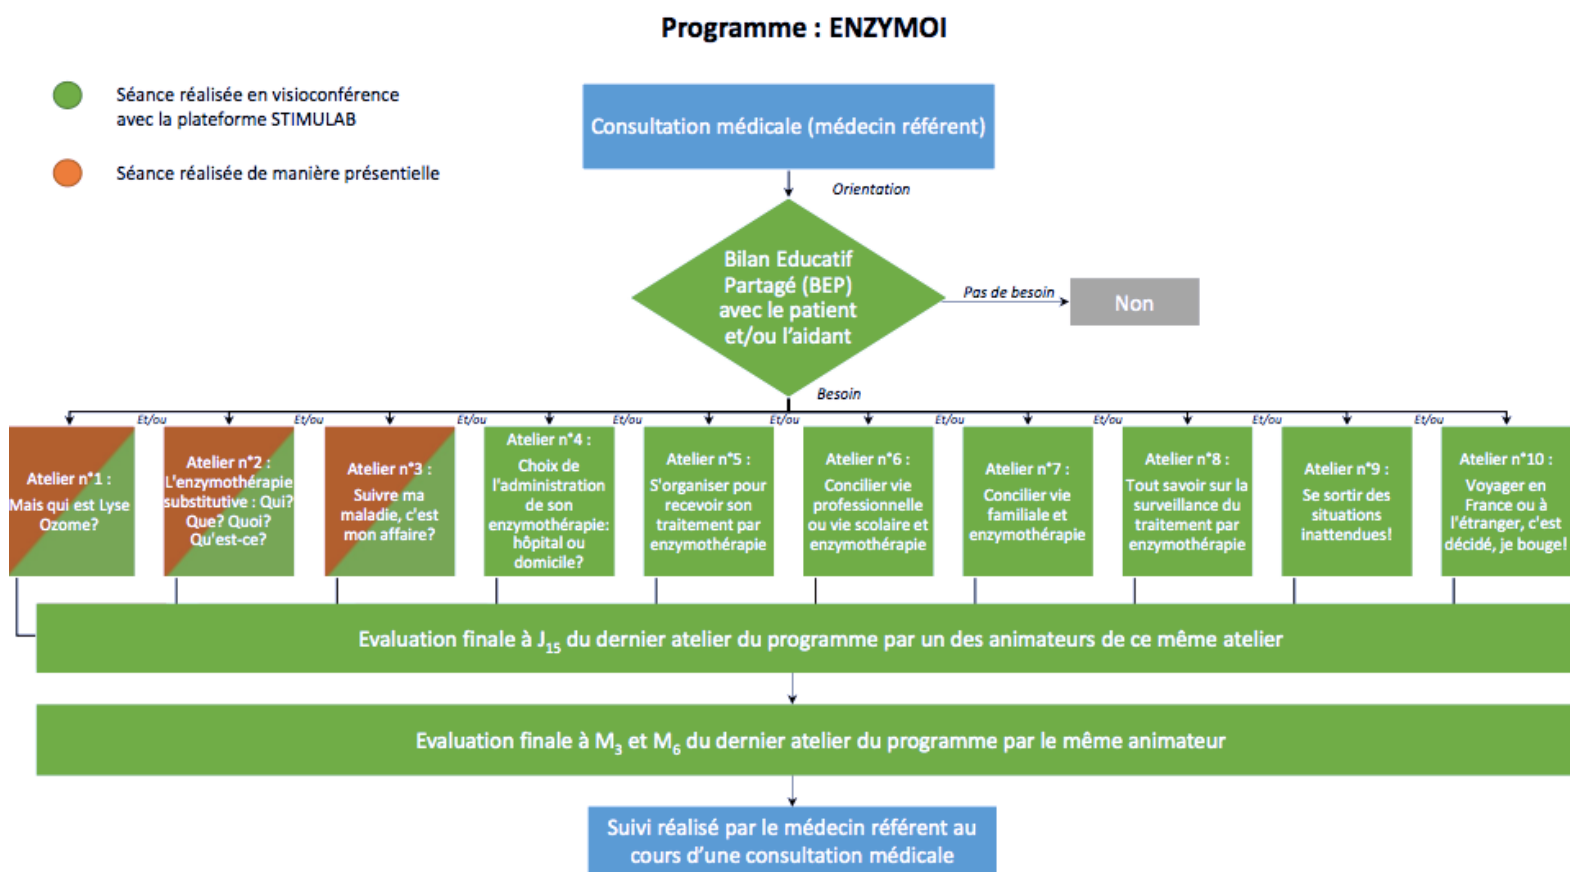 Programme : ENZYMOI
Séance réalisée en visioconférence
avec la plateforme STIMULAB
Séance réalisée de manière présentielle
Consultation médicale (médecin référent)
Orientation
Bilan Educatif
Partagé (BEP)
avec le patient
et/ou l'aidant
Pas de besoin
Non
Besoin
Et/ou
Et/ou
Et/ou
Et/ou
Et/ou
Et/ou
Et/ou
Et/ou
Et/ou
Atelier n°1 :
Mais qui est Lyse
Ozome?
Atelier n°2 :
L'enzymothérapie
substitutive : Qui?
Que? Quoi?
Qu'est-ce?
Atelier n°3 :
Suivre ma
maladie, c'est
mon affaire?
Atelier n°4 :
Choix de
l'administration
de son
enzymothérapie:
hôpital ou
domicile?
Atelier n°5 :
S'organiser pour
recevoir son
traitement par
enzymothérapie
Atelier n°6 :
Concilier vie
professionnelle
ou vie scolaire et
enzymothérapie
Atelier n°7 :
Concilier vie
familiale et
enzymothérapie
Atelier n°8 :
Tout savoir sur la
surveillance du
traitement par
enzymothérapie
Atelier n°9 :
Se sortir des
situations
inattendues!
Atelier n°10 :
Voyager en
France ou à
l'étranger, c'est
décidé, je bouge!
Evaluation finale à J15 du dernier atelier du programme par un des animateurs de ce même atelier
Evaluation finale à M3 et M6 du dernier atelier du programme par le même animateur
Suivi réalisé par le médecin référent au
cours d'une consultation médicale